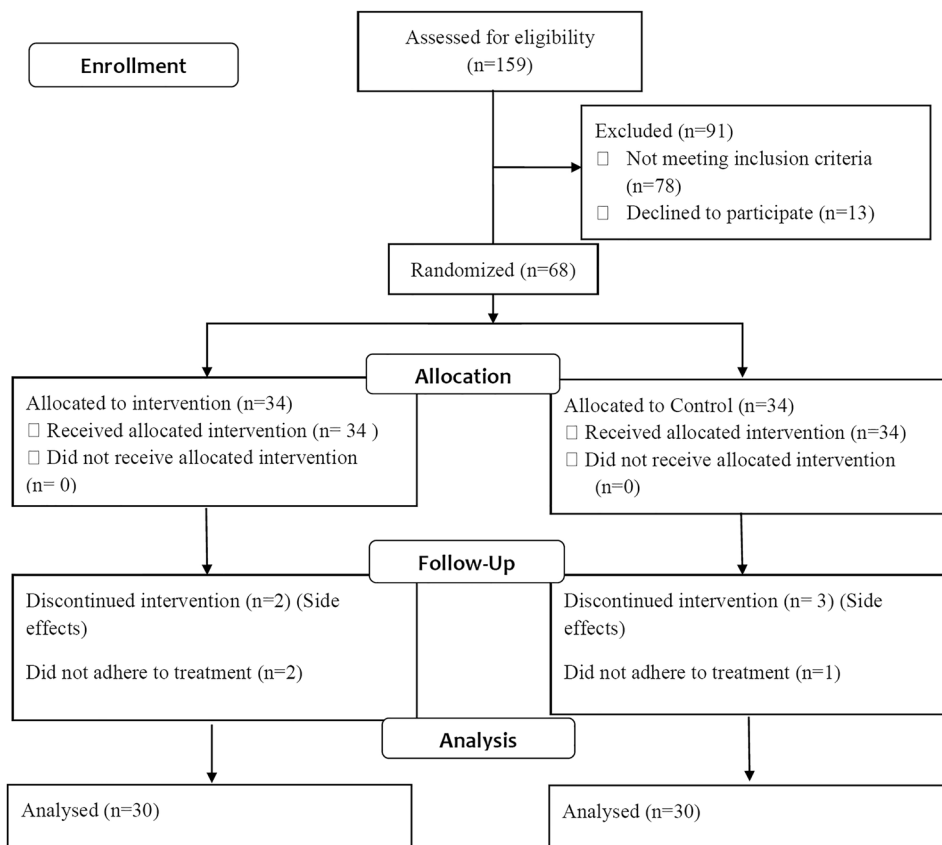 Assessed for eligibility
(n=159)
Enrollment
Excluded (n=91)
□ Not meeting inclusion criteria
(n=78)
□ Declined to participate (n=13)
Randomized (n=68)
Allocation
Allocated to intervention (n=34)
□ Received allocated intervention (n= 34 )
□ Did not receive allocated intervention
(n= 0)
Allocated to Control (n=34)
□ Received allocated intervention (n=34)
□ Did not receive allocated intervention
(n=0)
Follow-Up
Discontinued intervention (n=2) (Side
effects)
Did not adhere to treatment (n=2)
Discontinued intervention (n= 3) (Side
effects)
Did not adhere to treatment (n=1)
Analysis
Analysed (n=30)
Analysed (n=30)